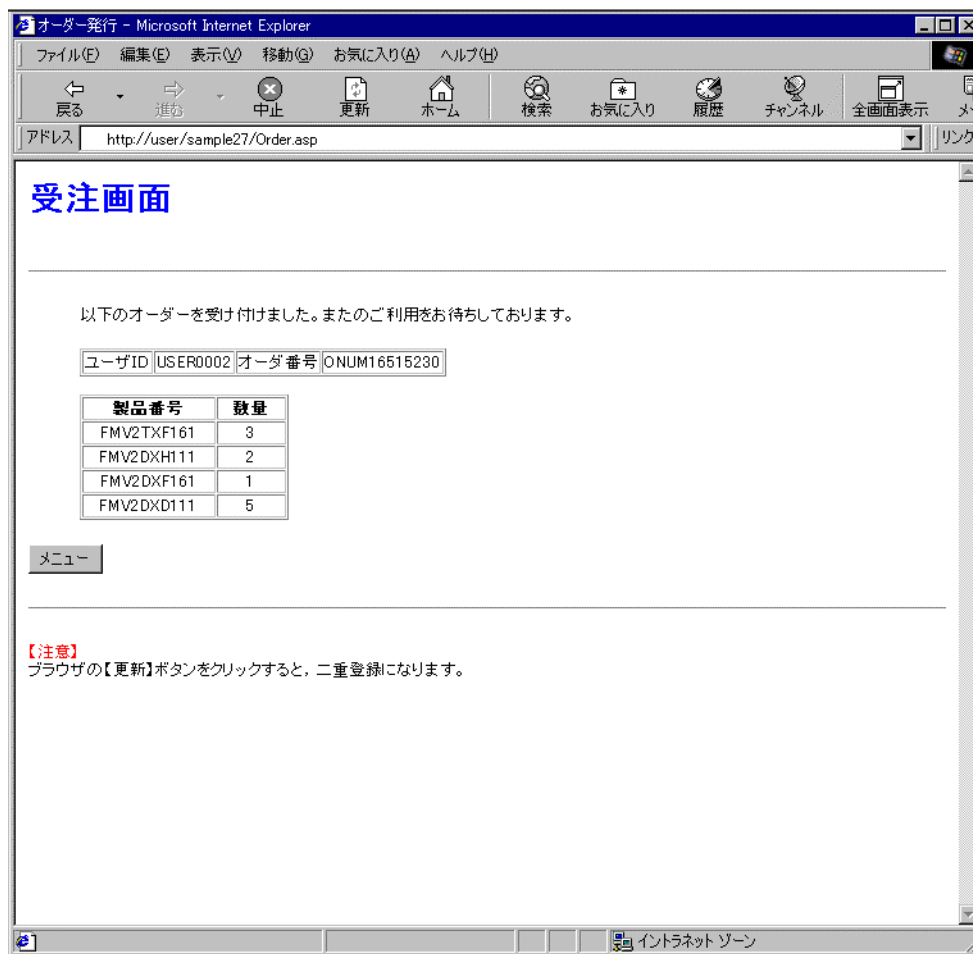 オーダー発行 - Microsoft Internet Explorer
ファイル(F) 編集(E) 表示(V) 移動(G) お気に入り(A) ヘルプ(H)
戻る 進む 中止 更新 ホーム 検索 お気に入り 履歴 チャンネル 全画面表示
アドレス http://user/sample27/Order.asp リンク
受注画面
以下のオーダーを受け付けました。またのご利用をお待ちしております。
ユーザID USER0002 オーダ番号 ONUM16515230
製品番号 数量
FMV2TXF161 3
FMV2DXH111 2
FMV2DXF161 1
FMV2DXD111 5
メニュー
【注意】
ブラウザの【更新】ボタンをクリックすると, 二重登録になります。
イントラネット ゾーン